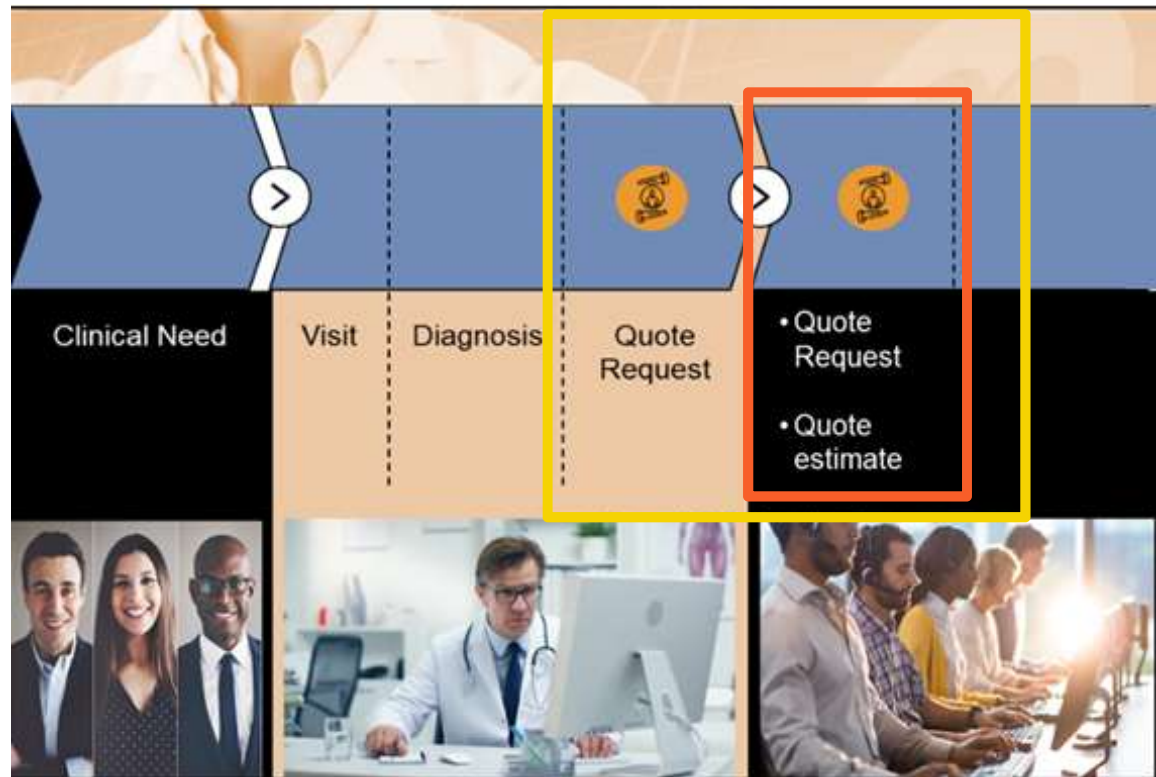 Clinical Need
Visit
Diagnosis
Quote
Request
• Quote
Request
• Quote
estimate